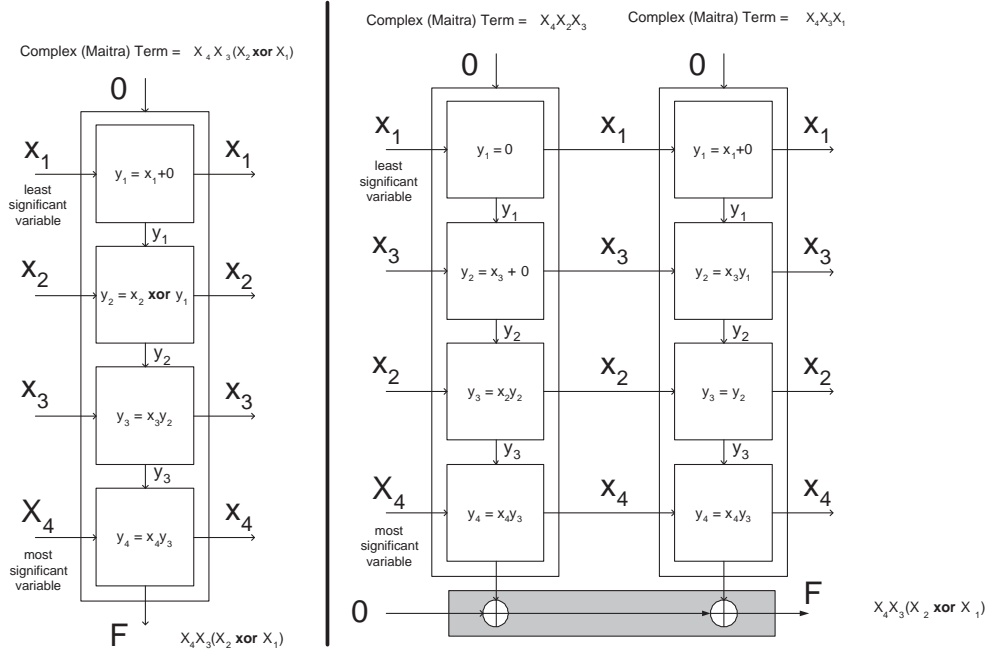 Complex (Maitra) Term = X₄X₃(X₂ xor X₁)
0
x₁
x₁
y₁ = x₁+0
least
significant
variable
y₁
x₂
x₂
y₂ = x₂ xor y₁
y₂
x₃
x₃
y₃ = x₃y₂
y₃
X₄
x₄
y₄ = x₄y₃
most
significant
variable
F
X₄X₃(X₂ xor X₁)
Complex (Maitra) Term = X₄X₂X₃
Complex (Maitra) Term = X₄X₃X₁
0
0
x₁
x₁
x₁
y₁ = 0
y₁ = x₁+0
least
significant
variable
y₁
y₁
x₃
x₃
x₃
y₂ = x₃ + 0
y₂ = x₃y₁
y₂
y₂
x₂
x₂
x₂
y₃ = x₂y₂
y₃ = y₂
y₃
y₃
X₄
x₄
x₄
y₄ = x₄y₃
y₄ = x₄y₃
most
significant
variable
0
F
X₄X₃(X₂ xor X₁)